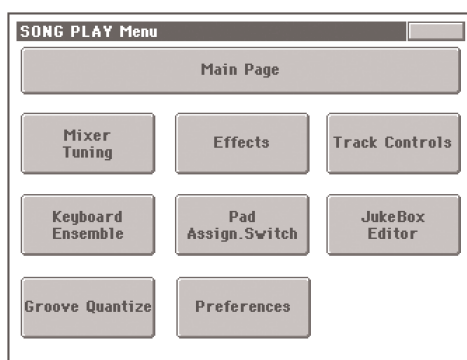 SONG PLAY Menu
Main Page
Mixer
Tuning
Effects
Track Controls
Keyboard
Ensemble
Pad
Assign.Switch
JukeBox
Editor
Groove Quantize
Preferences